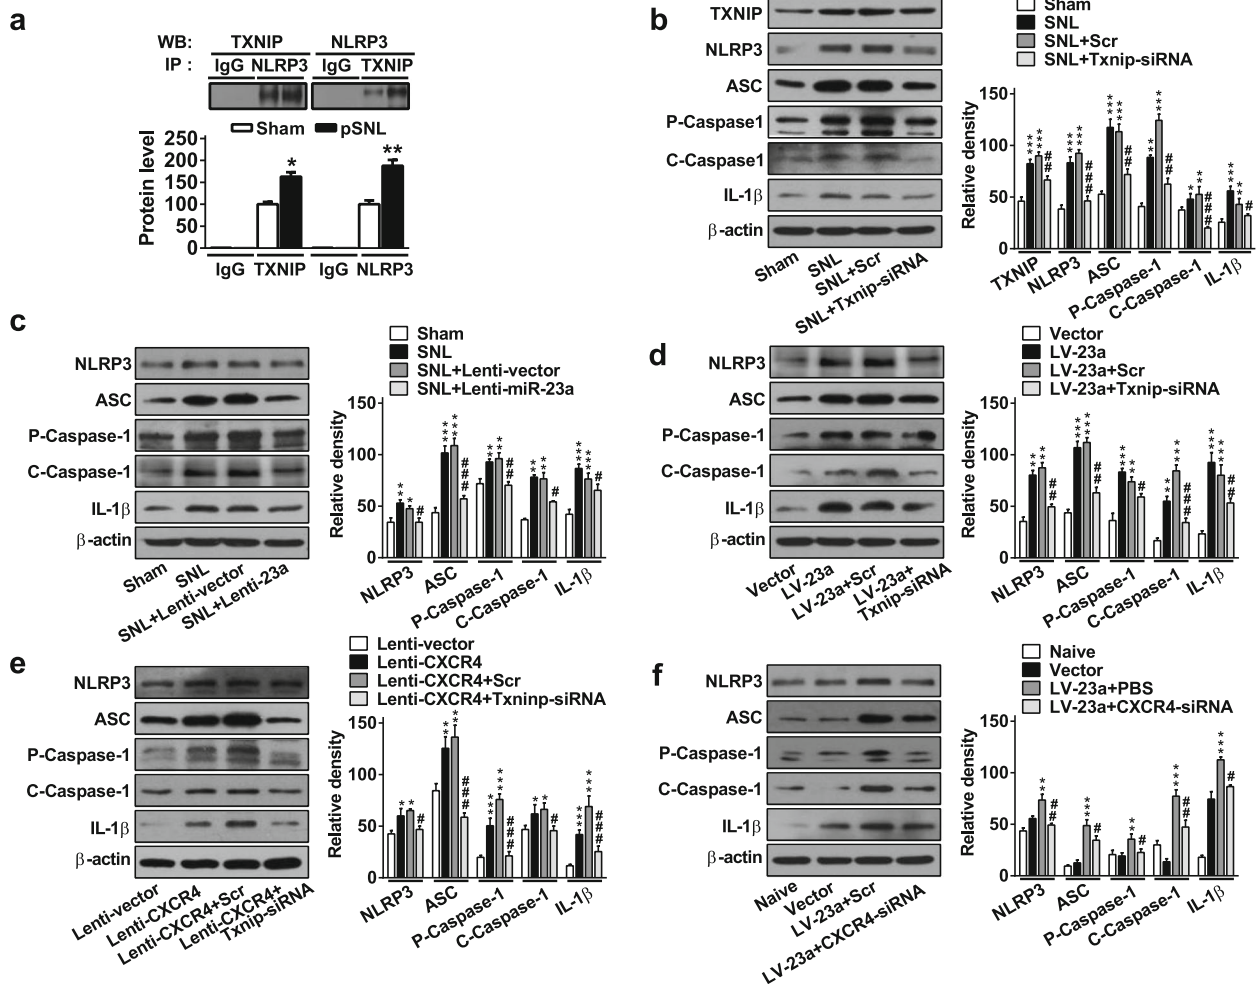 a
WB: TXNIP NLRP3
IP : IgG NLRP3 IgG TXNIP
Sham pSNL
Protein level
250
200
150
100
50
0
* **
IgG TXNIP IgG NLRP3
b
TXNIP
NLRP3
ASC
P-Caspase1
C-Caspase1
IL-1β
β-actin
Sham
SNL
SNL+Scr
SNL+Txnip-siRNA
Sham
SNL
SNL+Scr
SNL+Txnip-siRNA
Relative density
150
100
50
0
TXNIP
NLRP3
ASC
P-Caspase-1
C-Caspase-1
IL-1β
c
NLRP3
ASC
P-Caspase-1
C-Caspase-1
IL-1β
β-actin
Sham
SNL
SNL+Lenti-vector
SNL+Lenti-23a
Sham
SNL
SNL+Lenti-vector
SNL+Lenti-miR-23a
Relative density
150
100
50
0
NLRP3
ASC
P-Caspase-1
C-Caspase-1
IL-1β
d
NLRP3
ASC
P-Caspase-1
C-Caspase-1
IL-1β
β-actin
Vector
LV-23a
LV-23a+Scr
LV-23a+
Txnip-siRNA
Vector
LV-23a
LV-23a+Scr
LV-23a+Txnip-siRNA
Relative density
150
100
50
0
NLRP3
ASC
P-Caspase-1
C-Caspase-1
IL-1β
e
NLRP3
ASC
P-Caspase-1
C-Caspase-1
IL-1β
β-actin
Lenti-vector
Lenti-CXCR4
Lenti-CXCR4+Scr
Lenti-CXCR4+
Txnip-siRNA
Lenti-vector
Lenti-CXCR4
Lenti-CXCR4+Scr
Lenti-CXCR4+Txninp-siRNA
Relative density
150
100
50
0
NLRP3
ASC
P-Caspase-1
C-Caspase-1
IL-1β
f
NLRP3
ASC
P-Caspase-1
C-Caspase-1
IL-1β
β-actin
Naive
Vector
LV-23a+Scr
LV-23a+CXCR4-siRNA
Naive
Vector
LV-23a+PBS
LV-23a+CXCR4-siRNA
Relative density
150
100
50
0
NLRP3
ASC
P-Caspase-1
C-Caspase-1
IL-1β